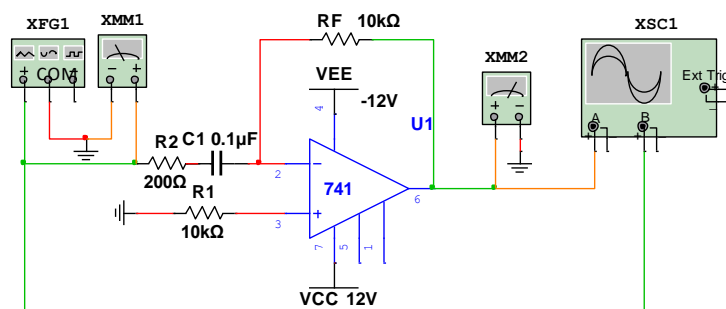 XFG1
XMM1
RF 10kΩ
XSC1
VEE
XMM2
-12V
COM
Ext Trig
U1
A
B
R2
C1 0.1µF
200Ω
R1
10kΩ
741
2
3
4
6
7
5
1
VCC 12V